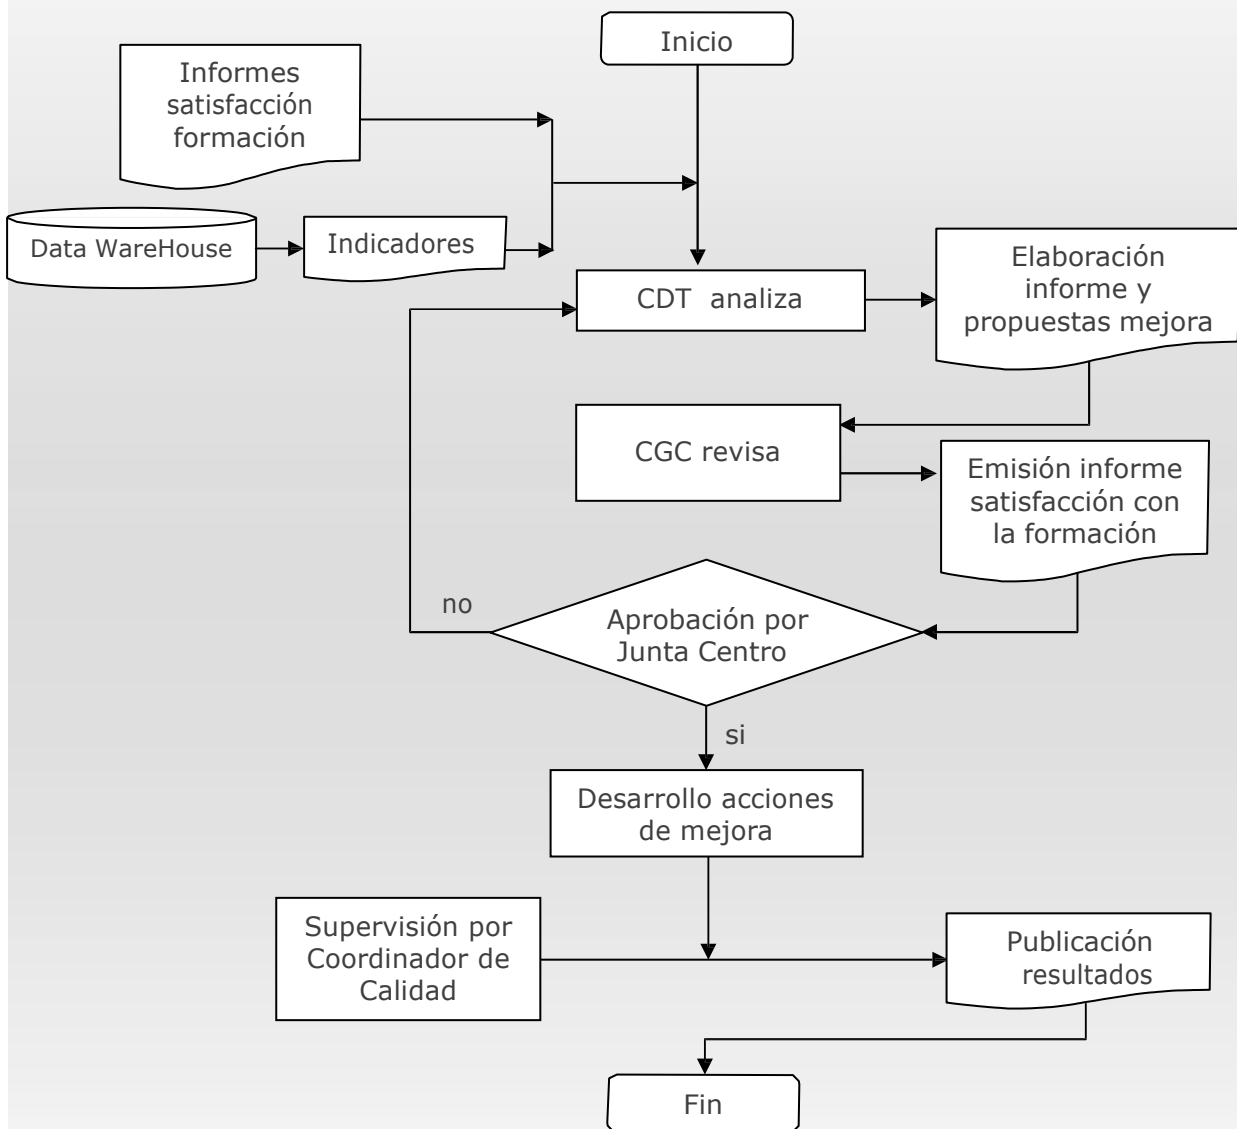 Inicio
Informes
satisfacción
formación
Data WareHouse
Indicadores
CDT analiza
Elaboración
informe y
propuestas mejora
CGC revisa
Emisión informe
satisfacción con
la formación
no
Aprobación por
Junta Centro
si
Desarrollo acciones
de mejora
Supervisión por
Coordinador de
Calidad
Publicación
resultados
Fin